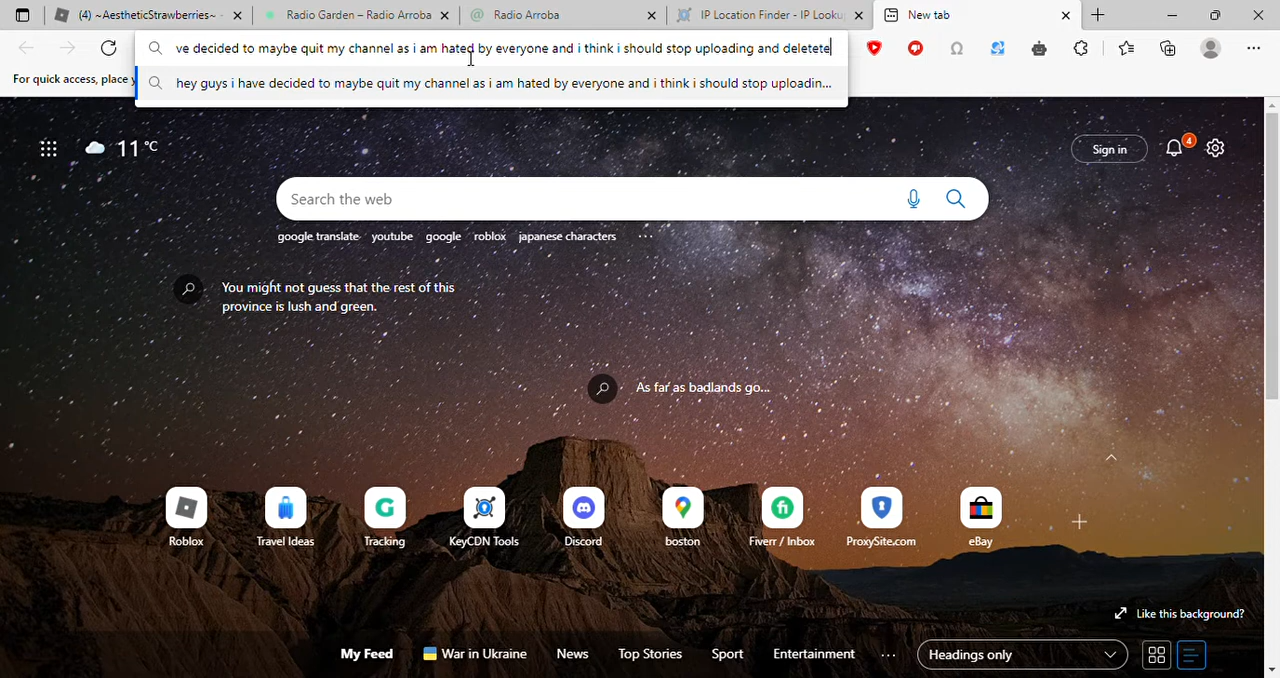 (4) ~AestheticStrawberries~
Radio Garden – Radio Arroba
Radio Arroba
IP Location Finder - IP Looku
New tab
ve decided to maybe quit my channel as i am hated by everyone and i think i should stop uploading and deletete
For quick access, place y
hey guys i have decided to maybe quit my channel as i am hated by everyone and i think i should stop uploadin...
11 °C
Sign in
4
Search the web
google translate youtube google roblox japanese characters ...
You might not guess that the rest of this
province is lush and green.
As far as badlands go...
Roblox
Travel Ideas
Tracking
KeyCDN Tools
Discord
boston
Fiverr / Inbox
ProxySite.com
eBay
Like this background?
My Feed
War in Ukraine
News
Top Stories
Sport
Entertainment
...
Headings only